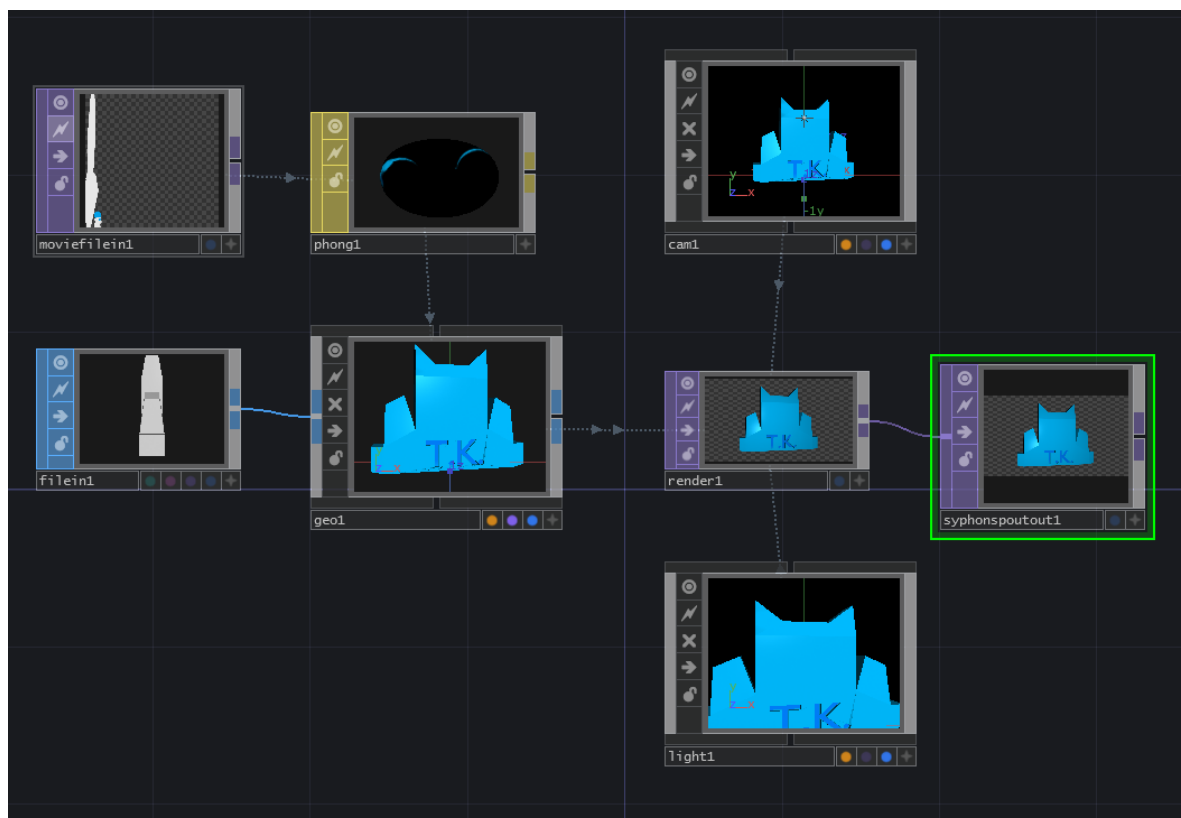 moviefilein1
phong1
T.K.
-1y
y
z x
x
cam1
filein1
T.K.
z x
geo1
T.K.
render1
T.K.
syphonspoutout1
T.K.
y
z x
light1